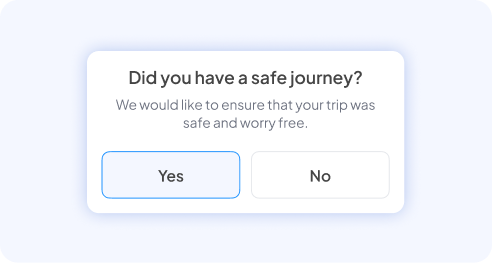 Did you have a safe journey?
We would like to ensure that your trip was
safe and worry free.
Yes
No